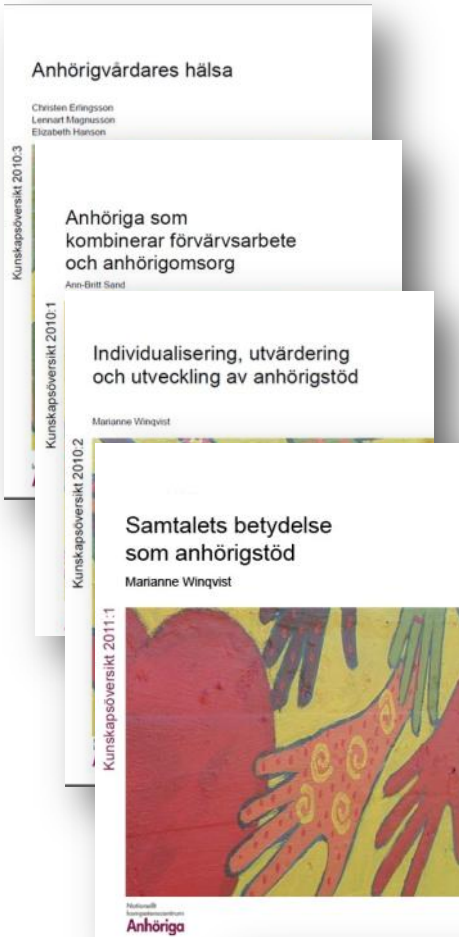 Anhörigvårdares hälsa
Christen Erlingsson
Lennart Magnusson
Elizabeth Hanson
Kunskapsöversikt 2010:3
Anhöriga som
kombinerar förvärvsarbete
och anhörigomsorg
Ann-Britt Sand
Kunskapsöversikt 2010:1
Individualisering, utvärdering
och utveckling av anhörigstöd
Marianne Winqvist
Kunskapsöversikt 2010:2
Samtalets betydelse
som anhörigstöd
Marianne Winqvist
Kunskapsöversikt 2011:1
Nationellt
kompetenscentrum
Anhöriga